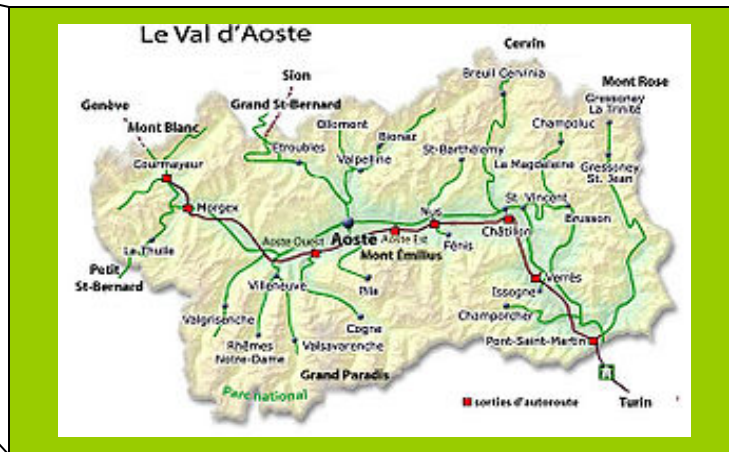 Le Val d'Aoste
Cervin
Sion
Breuil Cervinia
Mont Rose
Genève
Grand St-Bernard
Gressoney
La Trinité
Mont Blanc
Ollomont
Bionaz
Champoluc
Etroubles
St-Barthélemy
Courmayeur
Valpelline
La Magdeleine
Gressoney
St. Jean
Morgex
Nus
St. Vincent
Brusson
Aoste Ouest
Aoste
Aoste Est
Châtillon
La Thuile
Fénis
Mont Émilius
Petit
St-Bernard
Villeneuve
Pila
Issogne
Verrès
Valgrisenche
Cogne
Champorcher
Rhêmes
Notre-Dame
Valsavarenche
Pont-Saint-Martin
Grand Paradis
Parc national
sorties d'autoroute
Turin